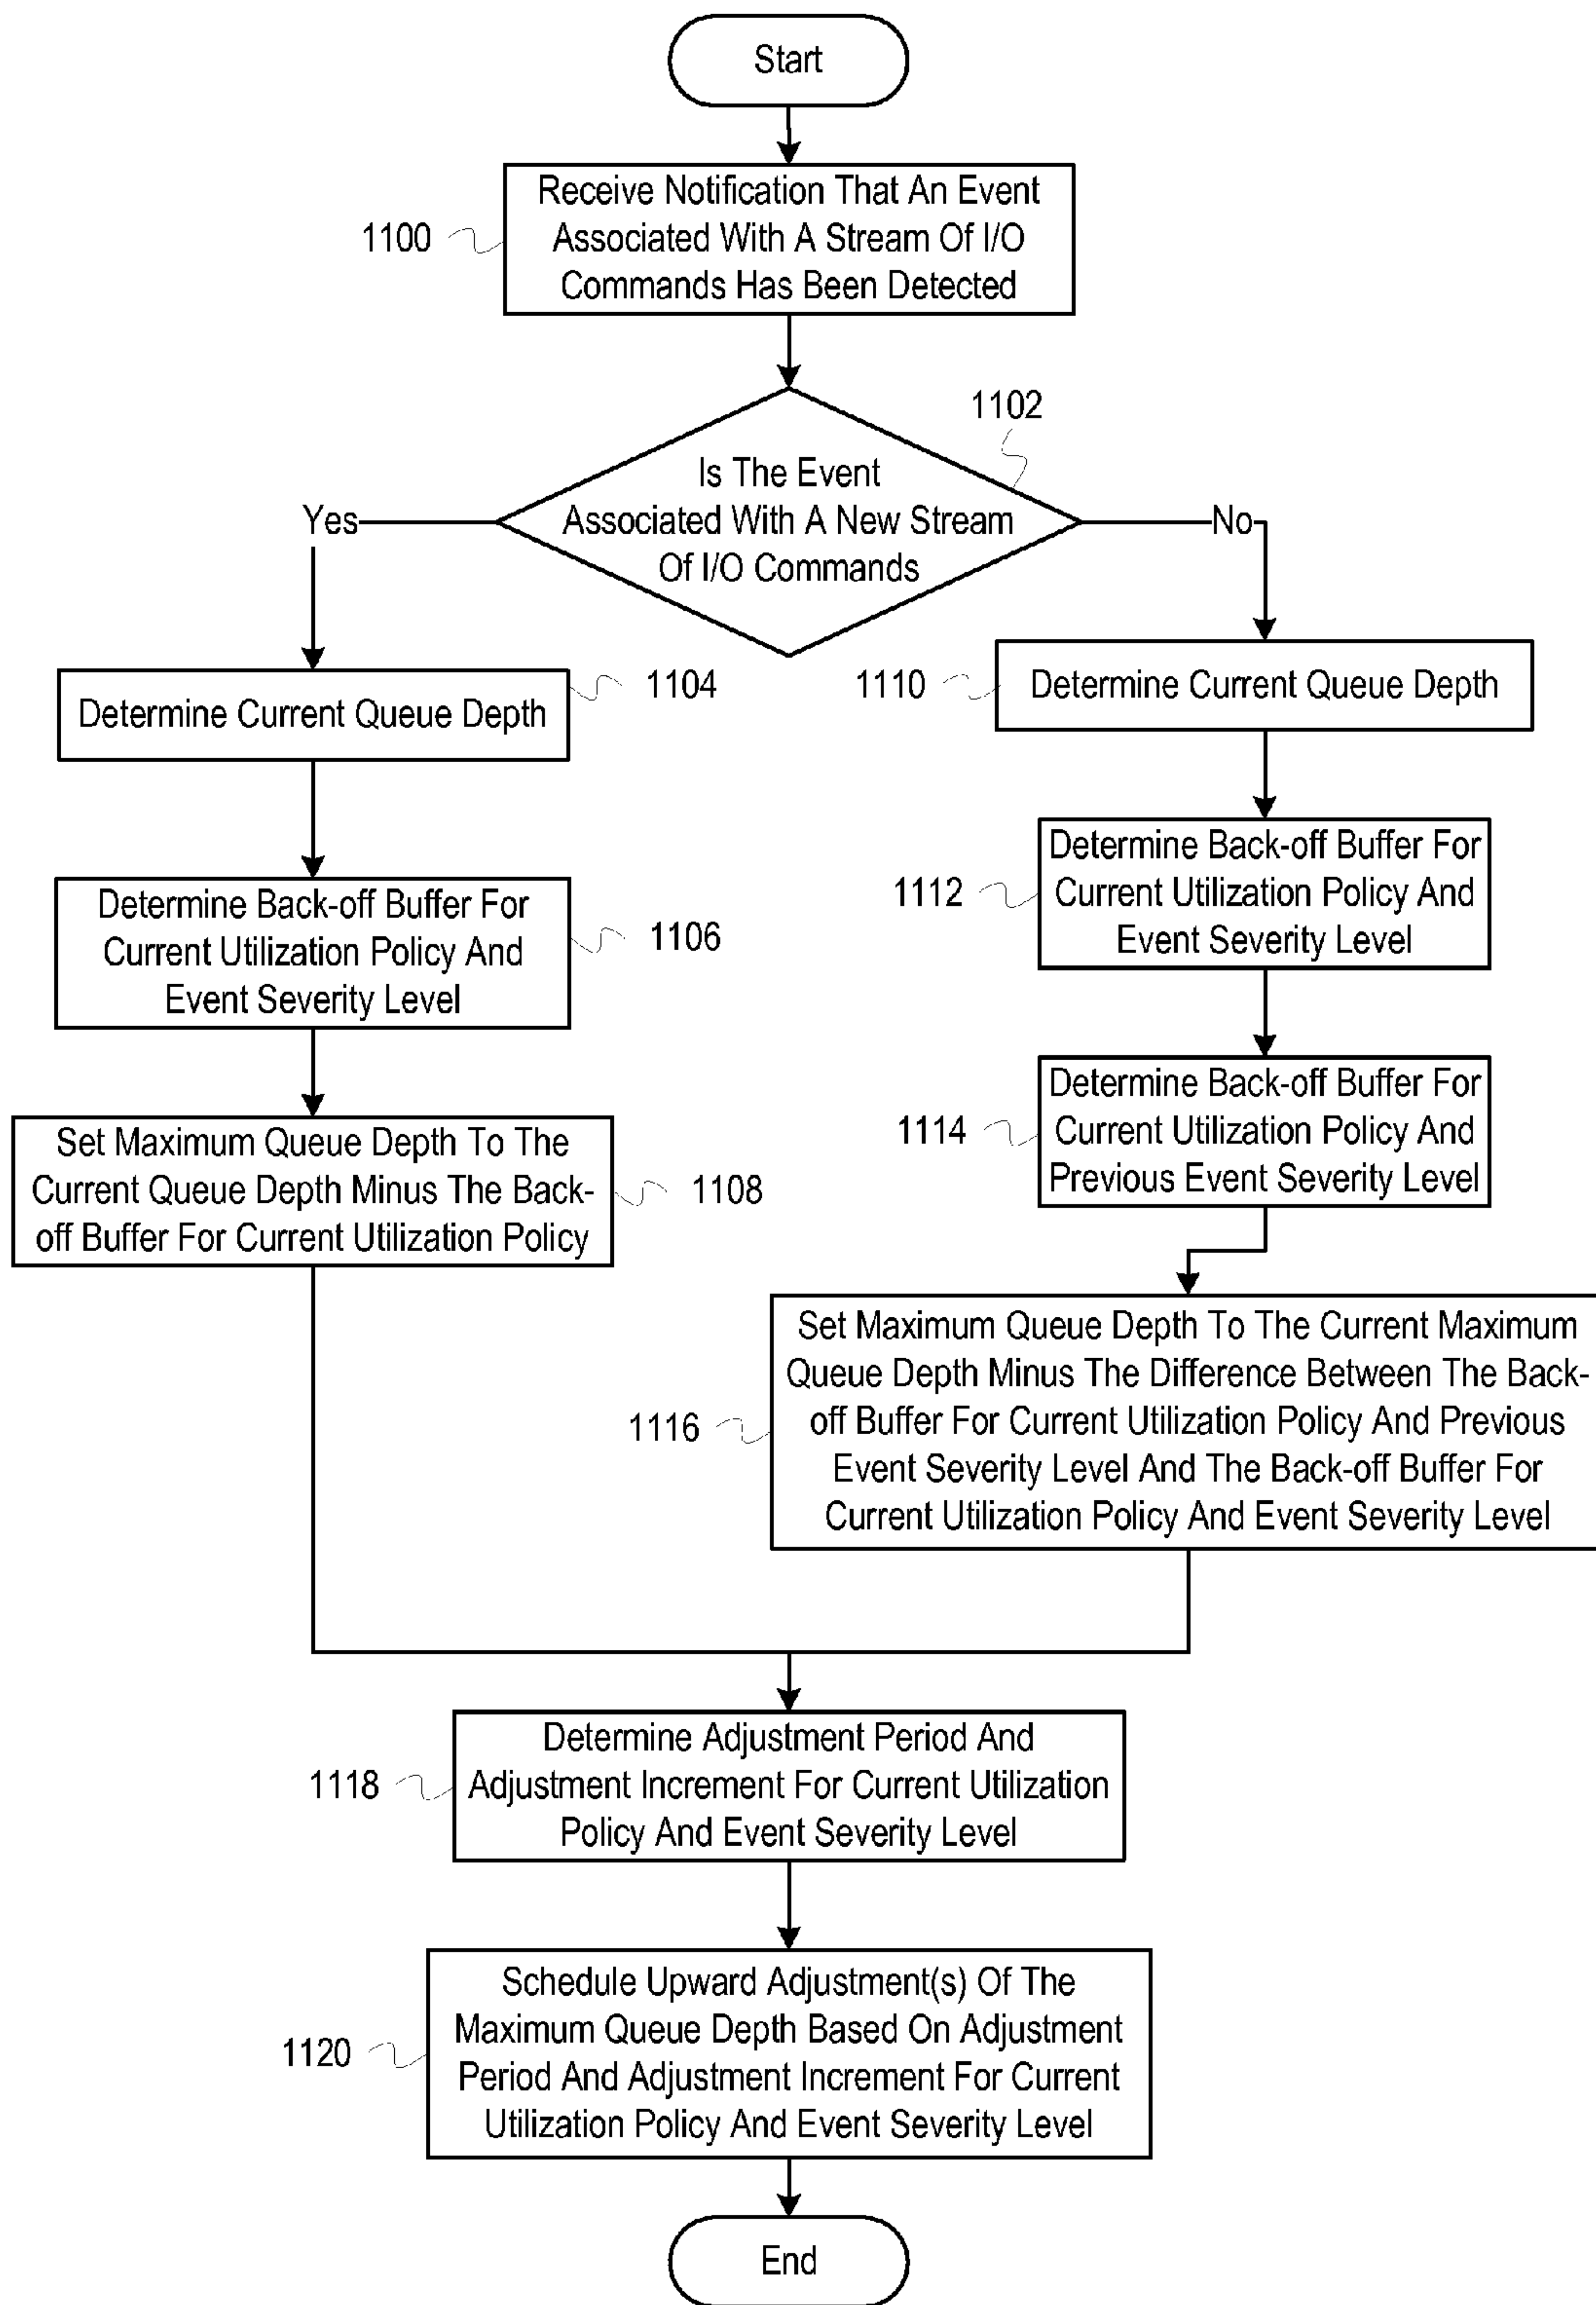 Start
Receive Notification That An Event
Associated With A Stream Of I/O
Commands Has Been Detected
1100
1102
Is The Event
Associated With A New Stream
Of I/O Commands
Yes
No
Determine Current Queue Depth
1104
Determine Back-off Buffer For
Current Utilization Policy And
Event Severity Level
1106
Set Maximum Queue Depth To The
Current Queue Depth Minus The Back-
off Buffer For Current Utilization Policy
1108
1110
Determine Current Queue Depth
1112
Determine Back-off Buffer For
Current Utilization Policy And
Event Severity Level
1114
Determine Back-off Buffer For
Current Utilization Policy And
Previous Event Severity Level
1116
Set Maximum Queue Depth To The Current Maximum
Queue Depth Minus The Difference Between The Back-
off Buffer For Current Utilization Policy And Previous
Event Severity Level And The Back-off Buffer For
Current Utilization Policy And Event Severity Level
1118
Determine Adjustment Period And
Adjustment Increment For Current Utilization
Policy And Event Severity Level
1120
Schedule Upward Adjustment(s) Of The
Maximum Queue Depth Based On Adjustment
Period And Adjustment Increment For Current
Utilization Policy And Event Severity Level
End